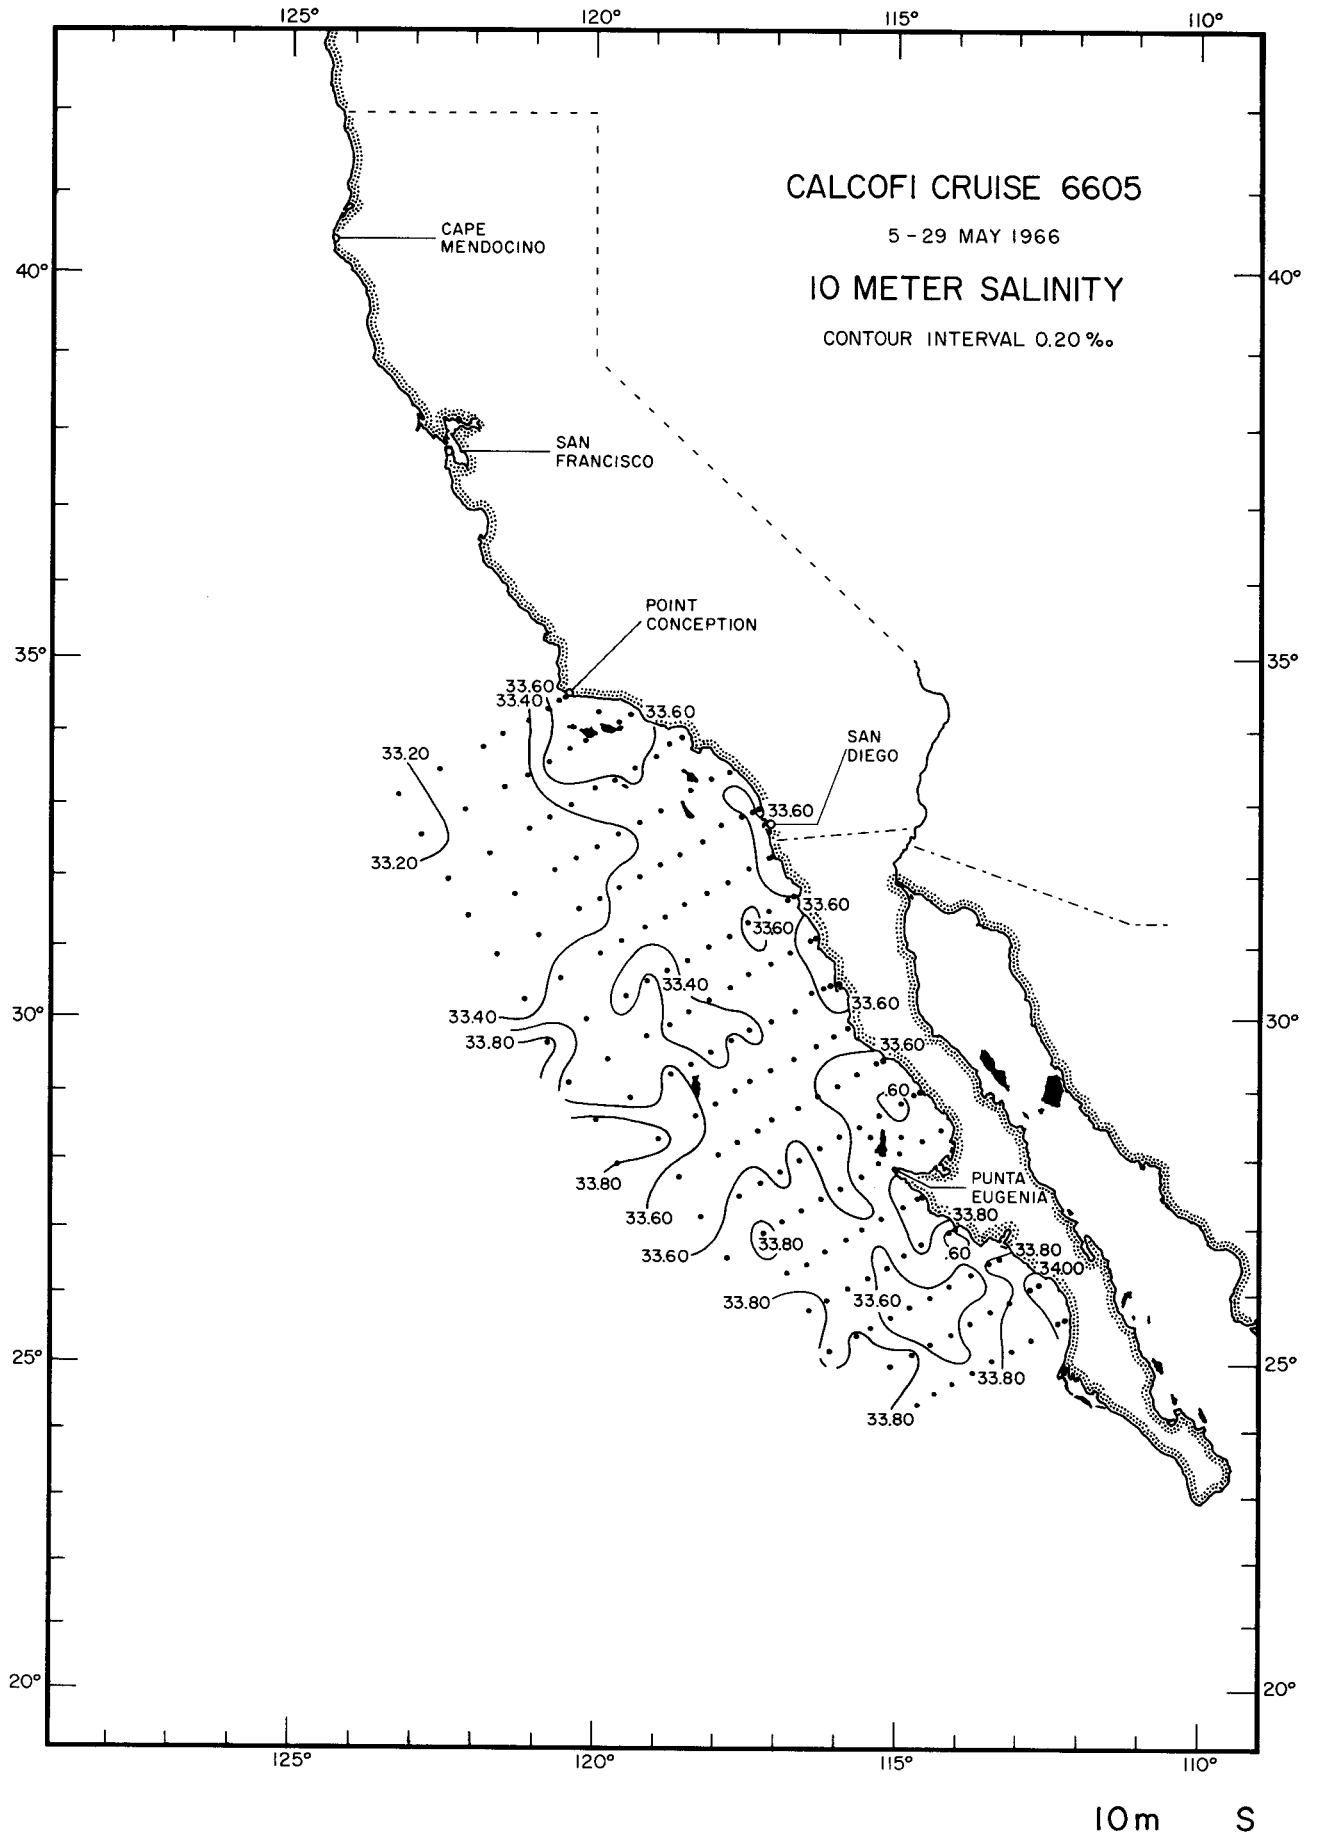 125°
120°
115°
110°
CALCOFI CRUISE 6605
5-29 MAY 1966
10 METER SALINITY
CONTOUR INTERVAL 0.20 ‰
CAPE
MENDOCINO
40°
40°
SAN
FRANCISCO
POINT
CONCEPTION
35°
35°
33.60
33.40
33.60
33.20
SAN
DIEGO
33.60
33.20
33.60
33.60
33.40
33.60
30°
33.40
30°
33.80
33.60
.60
33.80
PUNTA
EUGENIA
33.60
33.80
33.80
.60
33.80
33.60
34.00
33.80
33.60
25°
25°
33.80
33.80
20°
20°
125°
120°
115°
110°
10m S